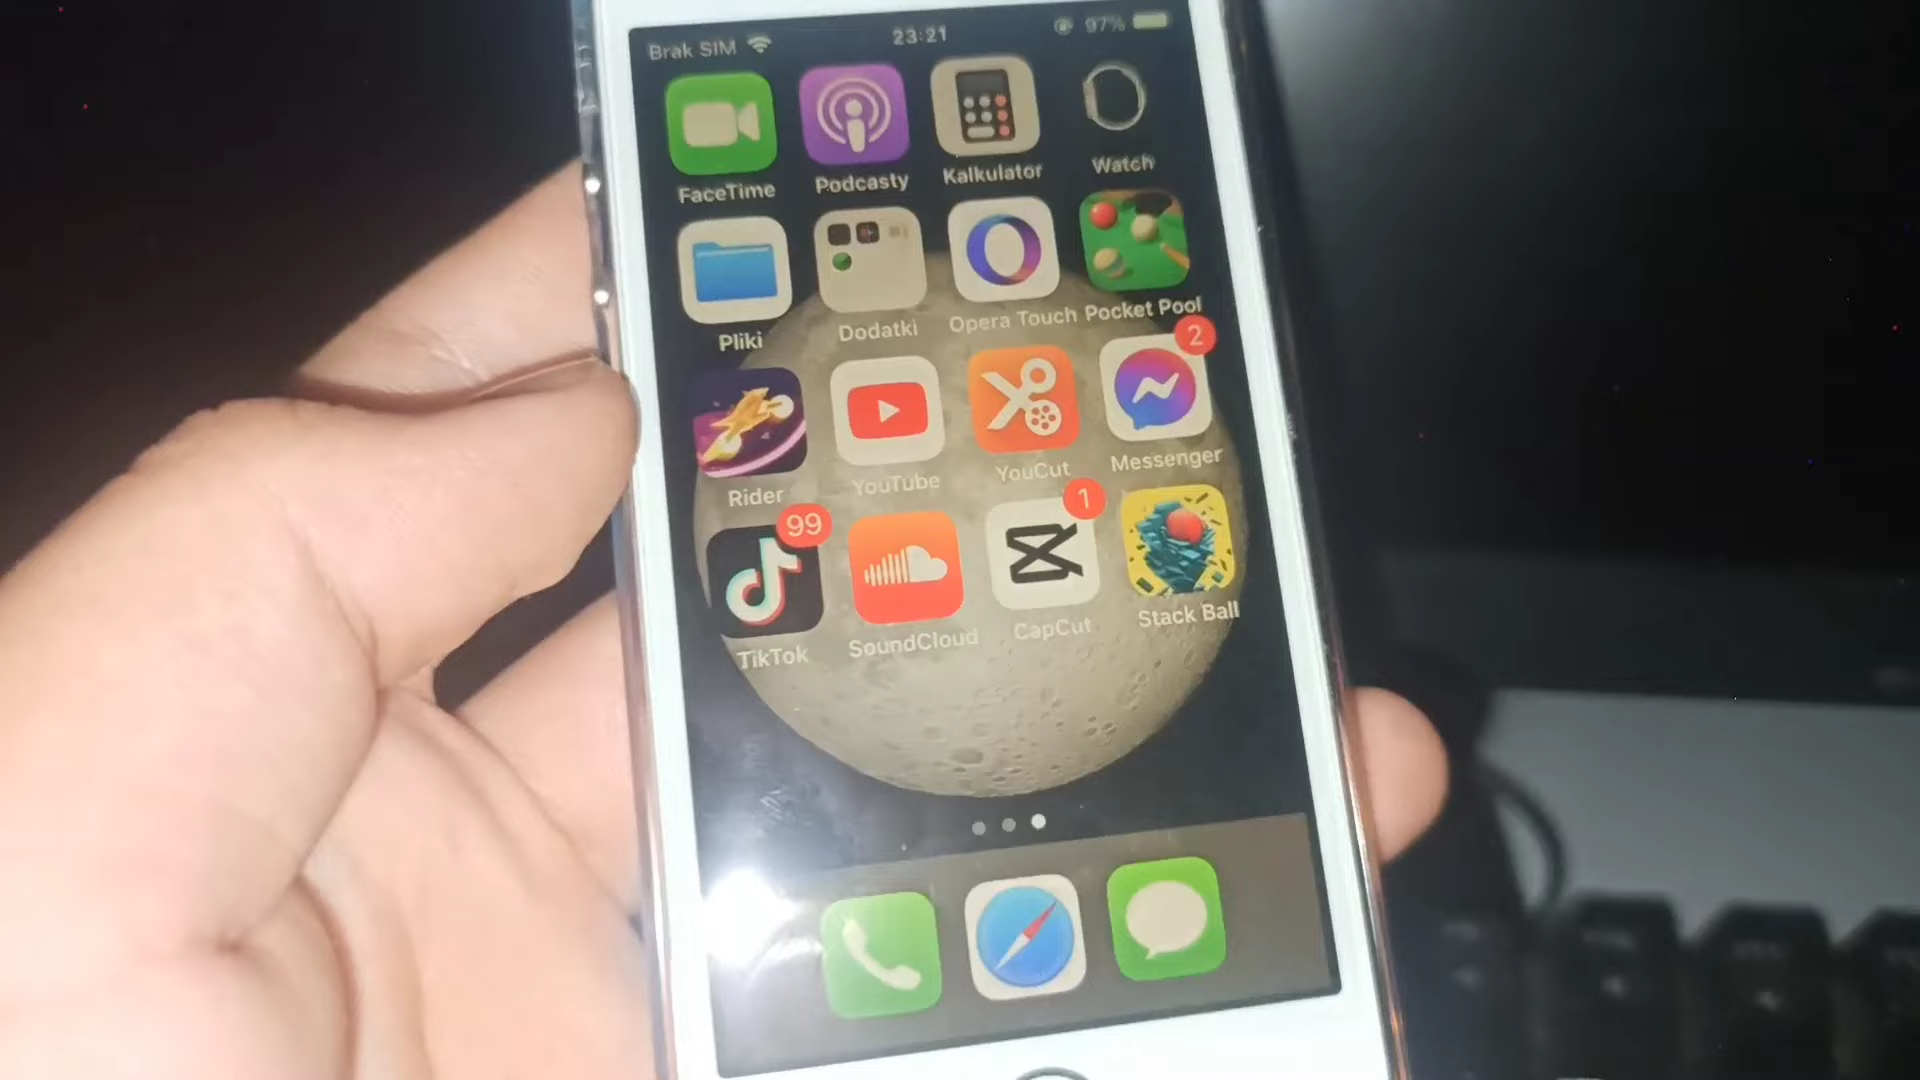 Brak SIM 23:21 97%
FaceTime Podcasty Kalkulator Watch
Pliki Dodatki Opera Touch Pocket Pool
2
Rider YouTube YouCut Messenger
99 1
TikTok SoundCloud CapCut Stack Ball